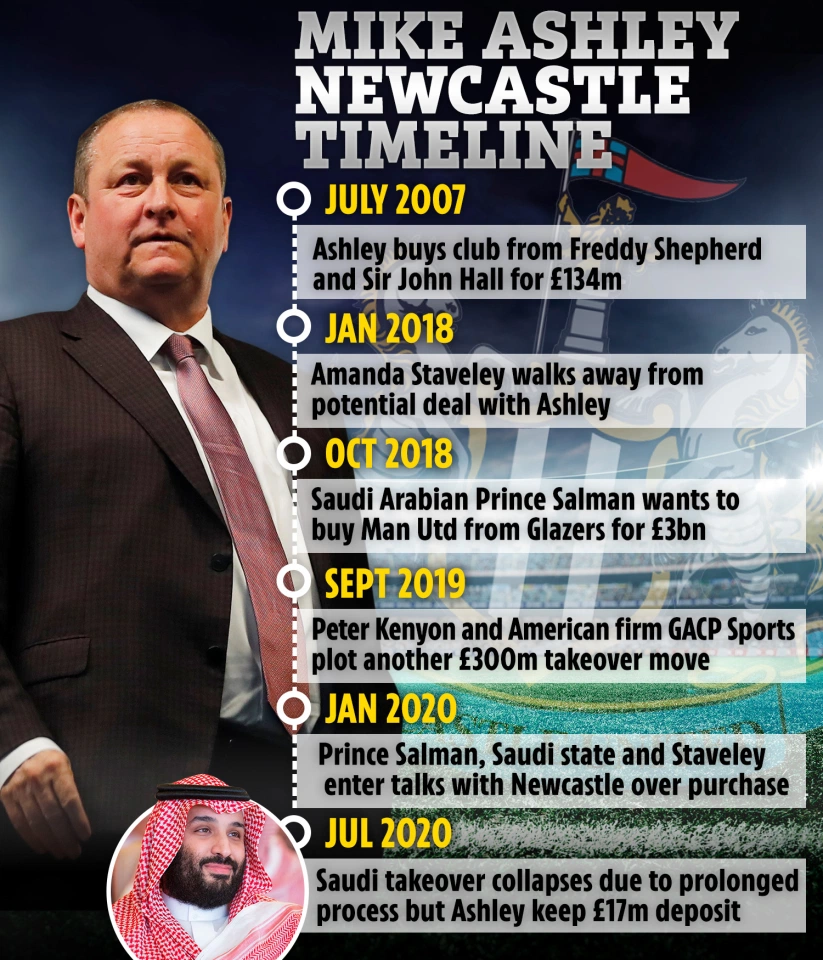 MIKE ASHLEY
NEWCASTLE
TIMELINE
JULY 2007
Ashley buys club from Freddy Shepherd
and Sir John Hall for £134m
JAN 2018
Amanda Staveley walks away from
potential deal with Ashley
OCT 2018
Saudi Arabian Prince Salman wants to
buy Man Utd from Glazers for £3bn
SEPT 2019
Peter Kenyon and American firm GACP Sports
plot another £300m takeover move
JAN 2020
Prince Salman, Saudi state and Staveley
enter talks with Newcastle over purchase
JUL 2020
Saudi takeover collapses due to prolonged
process but Ashley keep £17m deposit